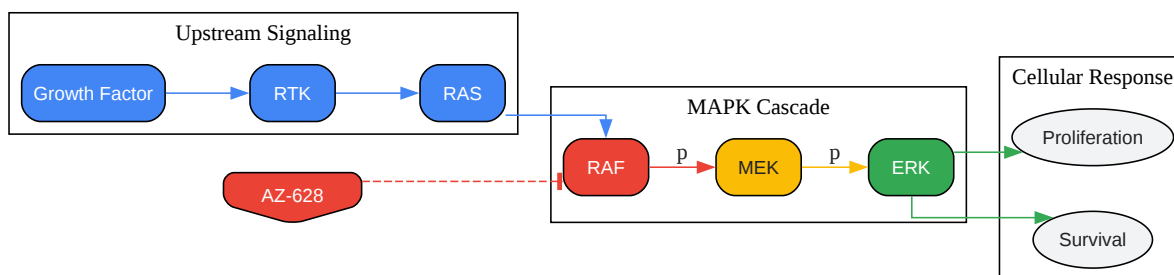 Upstream Signaling
Growth Factor
RTK
RAS
AZ-628
MAPK Cascade
RAF
p
MEK
p
ERK
Cellular Response
Proliferation
Survival